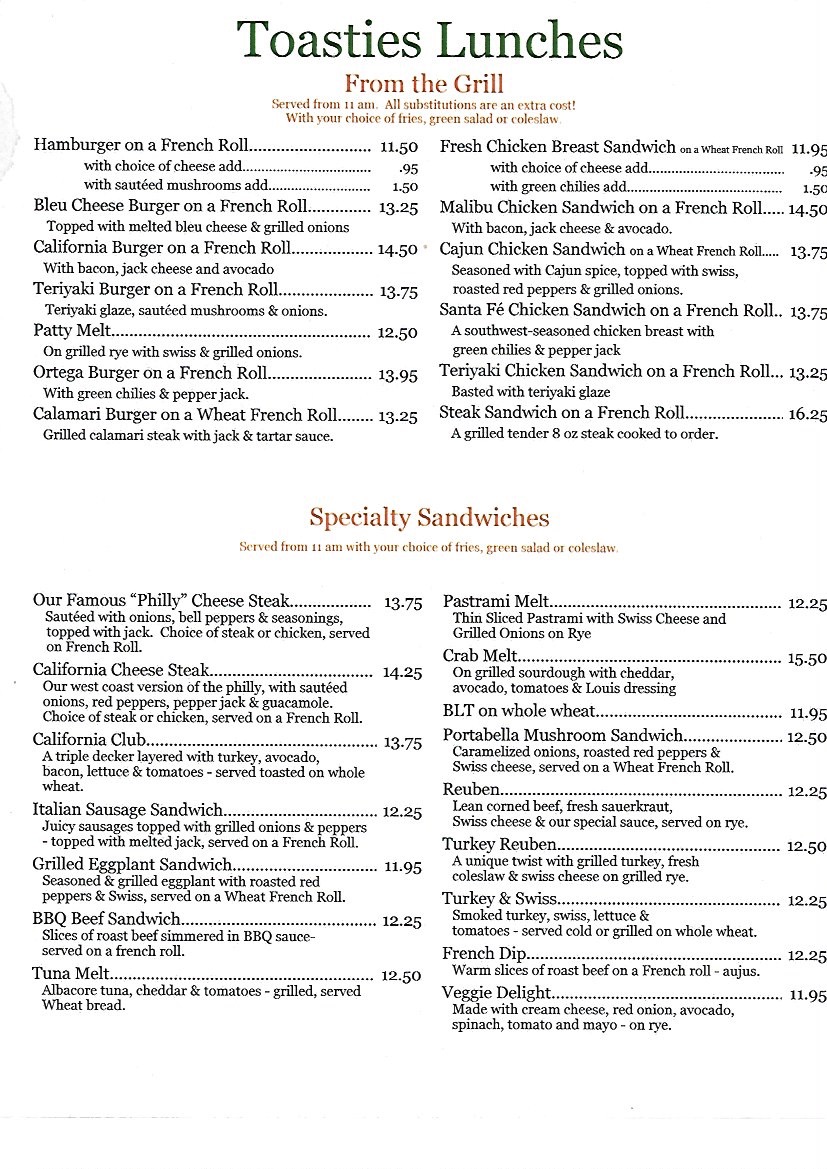 Toasties Lunches
From the Grill
Served from 11 am. All substitutions are an extra cost!
With your choice of fries, green salad or coleslaw.
Hamburger on a French Roll.......................... 11.50
with choice of cheese add................................... .95
with sautéed mushrooms add............................ 1.50
Bleu Cheese Burger on a French Roll............. 13.25
Topped with melted bleu cheese & grilled onions
California Burger on a French Roll................. 14.50
With bacon, jack cheese and avocado
Teriyaki Burger on a French Roll.................... 13.75
Teriyaki glaze, sautéed mushrooms & onions.
Patty Melt........................................................ 12.50
On grilled rye with swiss & grilled onions.
Ortega Burger on a French Roll...................... 13.95
With green chilies & pepper jack.
Calamari Burger on a Wheat French Roll....... 13.25
Grilled calamari steak with jack & tartar sauce.
Fresh Chicken Breast Sandwich on a Wheat French Roll 11.95
with choice of cheese add..................................... .95
with green chilies add........................................... 1.50
Malibu Chicken Sandwich on a French Roll..... 14.50
With bacon, jack cheese & avocado.
Cajun Chicken Sandwich on a Wheat French Roll..... 13.75
Seasoned with Cajun spice, topped with swiss,
roasted red peppers & grilled onions.
Santa Fé Chicken Sandwich on a French Roll.. 13.75
A southwest-seasoned chicken breast with
green chilies & pepper jack
Teriyaki Chicken Sandwich on a French Roll... 13.25
Basted with teriyaki glaze
Steak Sandwich on a French Roll..................... 16.25
A grilled tender 8 oz steak cooked to order.
Specialty Sandwiches
Served from 11 am with your choice of fries, green salad or coleslaw.
Our Famous “Philly” Cheese Steak................. 13.75
Sautéed with onions, bell peppers & seasonings,
topped with jack. Choice of steak or chicken, served
on French Roll.
California Cheese Steak................................... 14.25
Our west coast version of the philly, with sautéed
onions, red peppers, pepper jack & guacamole.
Choice of steak or chicken, served on a French Roll.
California Club................................................. 13.75
A triple decker layered with turkey, avocado,
bacon, lettuce & tomatoes - served toasted on whole
wheat.
Italian Sausage Sandwich................................ 12.25
Juicy sausages topped with grilled onions & peppers
- topped with melted jack, served on a French Roll.
Grilled Eggplant Sandwich.............................. 11.95
Seasoned & grilled eggplant with roasted red
peppers & Swiss, served on a Wheat French Roll.
BBQ Beef Sandwich......................................... 12.25
Slices of roast beef simmered in BBQ sauce-
served on a french roll.
Tuna Melt......................................................... 12.50
Albacore tuna, cheddar & tomatoes - grilled, served
Wheat bread.
Pastrami Melt.................................................. 12.25
Thin Sliced Pastrami with Swiss Cheese and
Grilled Onions on Rye
Crab Melt......................................................... 15.50
On grilled sourdough with cheddar,
avocado, tomatoes & Louis dressing
BLT on whole wheat........................................ 11.95
Portabella Mushroom Sandwich..................... 12.50
Caramelized onions, roasted red peppers &
Swiss cheese, served on a Wheat French Roll.
Reuben............................................................. 12.25
Lean corned beef, fresh sauerkraut,
Swiss cheese & our special sauce, served on rye.
Turkey Reuben................................................. 12.50
A unique twist with grilled turkey, fresh
coleslaw & swiss cheese on grilled rye.
Turkey & Swiss................................................. 12.25
Smoked turkey, swiss, lettuce &
tomatoes - served cold or grilled on whole wheat.
French Dip........................................................ 12.25
Warm slices of roast beef on a French roll - aujus.
Veggie Delight.................................................. 11.95
Made with cream cheese, red onion, avocado,
spinach, tomato and mayo - on rye.